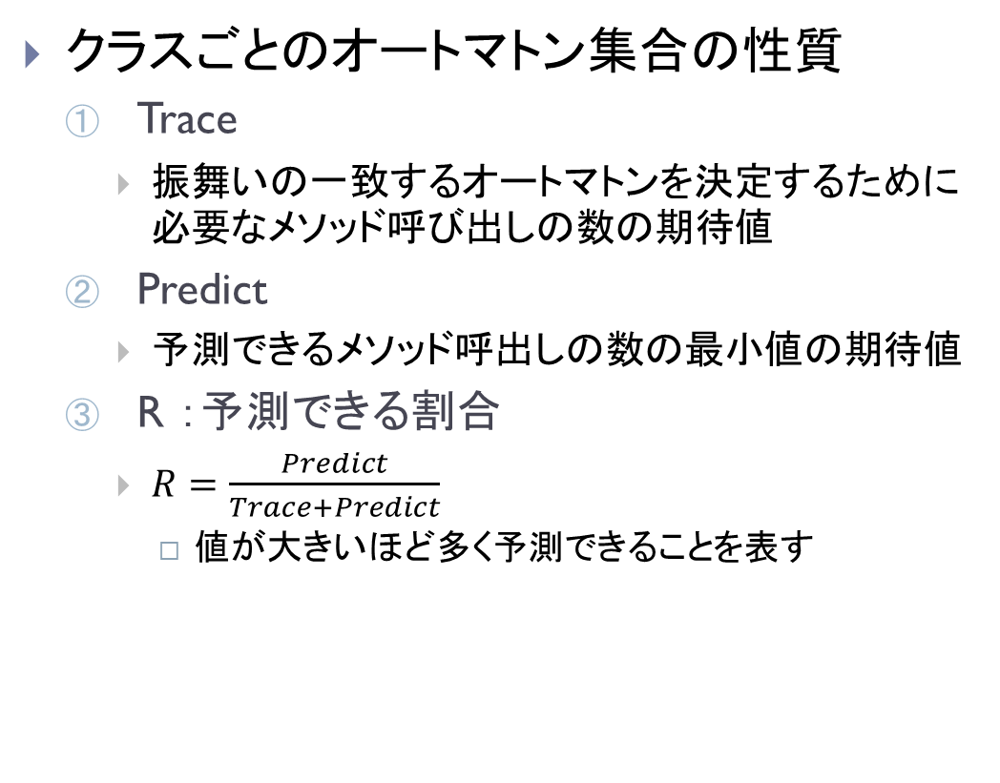 クラスごとのオートマトン集合の性質
① Trace
振舞いの一致するオートマトンを決定するために
必要なメソッド呼び出しの数の期待値
② Predict
予測できるメソッド呼出しの数の最小値の期待値
③ R：予測できる割合
R = Predict / Trace+Predict
値が大きいほど多く予測できることを表す